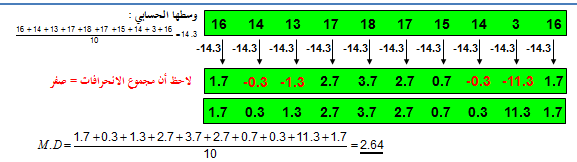 وسطها الحسابي :
16 14 13 17 18 17 15 14 3 16
16 + 14 + 13 + 17 + 18 + 17 + 15 + 14 + 3 + 16
10
= 14.3
-14.3 -14.3 -14.3 -14.3 -14.3 -14.3 -14.3 -14.3 -14.3 -14.3
لاحظ أن مجموع الانحرافات = صفر
1.7 -0.3 -1.3 2.7 3.7 2.7 0.7 -0.3 -11.3 1.7
1.7 0.3 1.3 2.7 3.7 2.7 0.7 0.3 11.3 1.7
M.D = 1.7 + 0.3 + 1.3 + 2.7 + 3.7 + 2.7 + 0.7 + 0.3 + 11.3 + 1.7
10
= 2.64